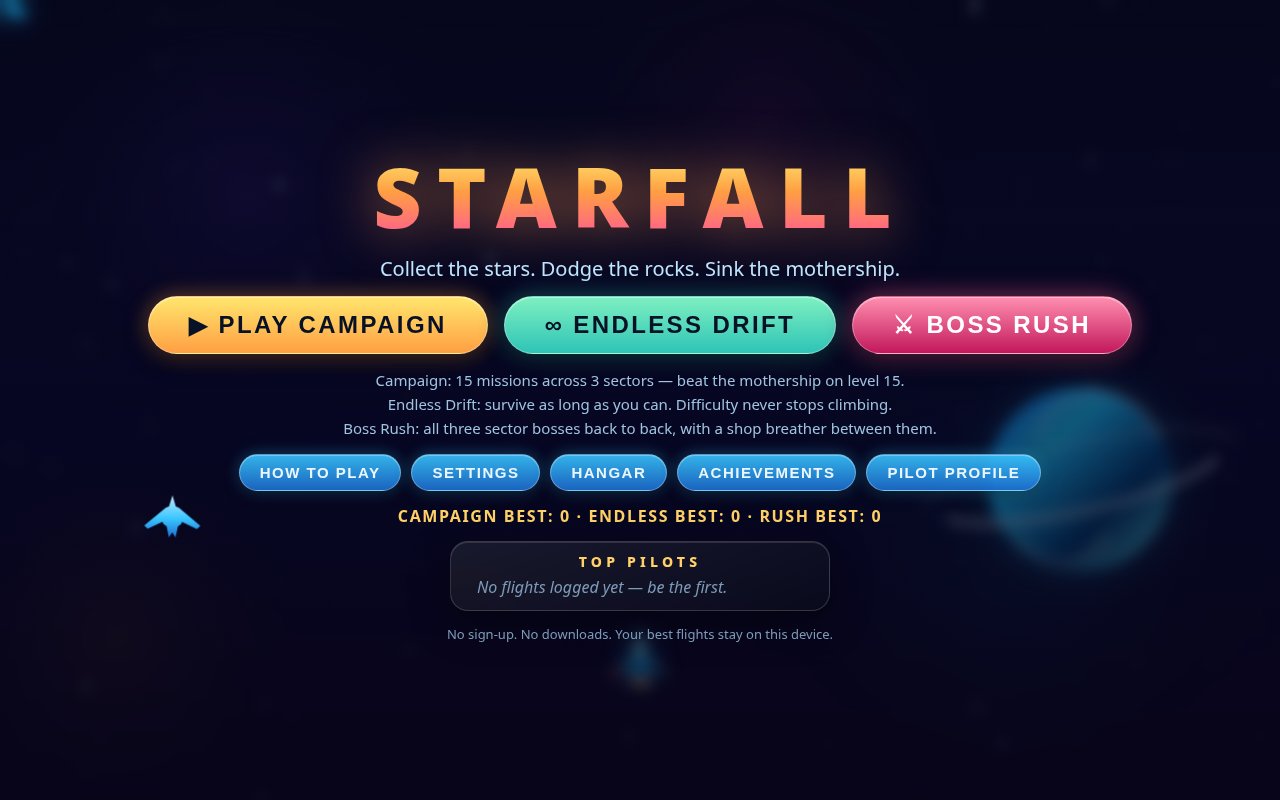 STARFALL
Collect the stars. Dodge the rocks. Sink the mothership.
▶ PLAY CAMPAIGN
∞ ENDLESS DRIFT
⚔ BOSS RUSH
Campaign: 15 missions across 3 sectors — beat the mothership on level 15.
Endless Drift: survive as long as you can. Difficulty never stops climbing.
Boss Rush: all three sector bosses back to back, with a shop breather between them.
HOW TO PLAY
SETTINGS
HANGAR
ACHIEVEMENTS
PILOT PROFILE
CAMPAIGN BEST: 0 · ENDLESS BEST: 0 · RUSH BEST: 0
TOP PILOTS
No flights logged yet — be the first.
No sign-up. No downloads. Your best flights stay on this device.